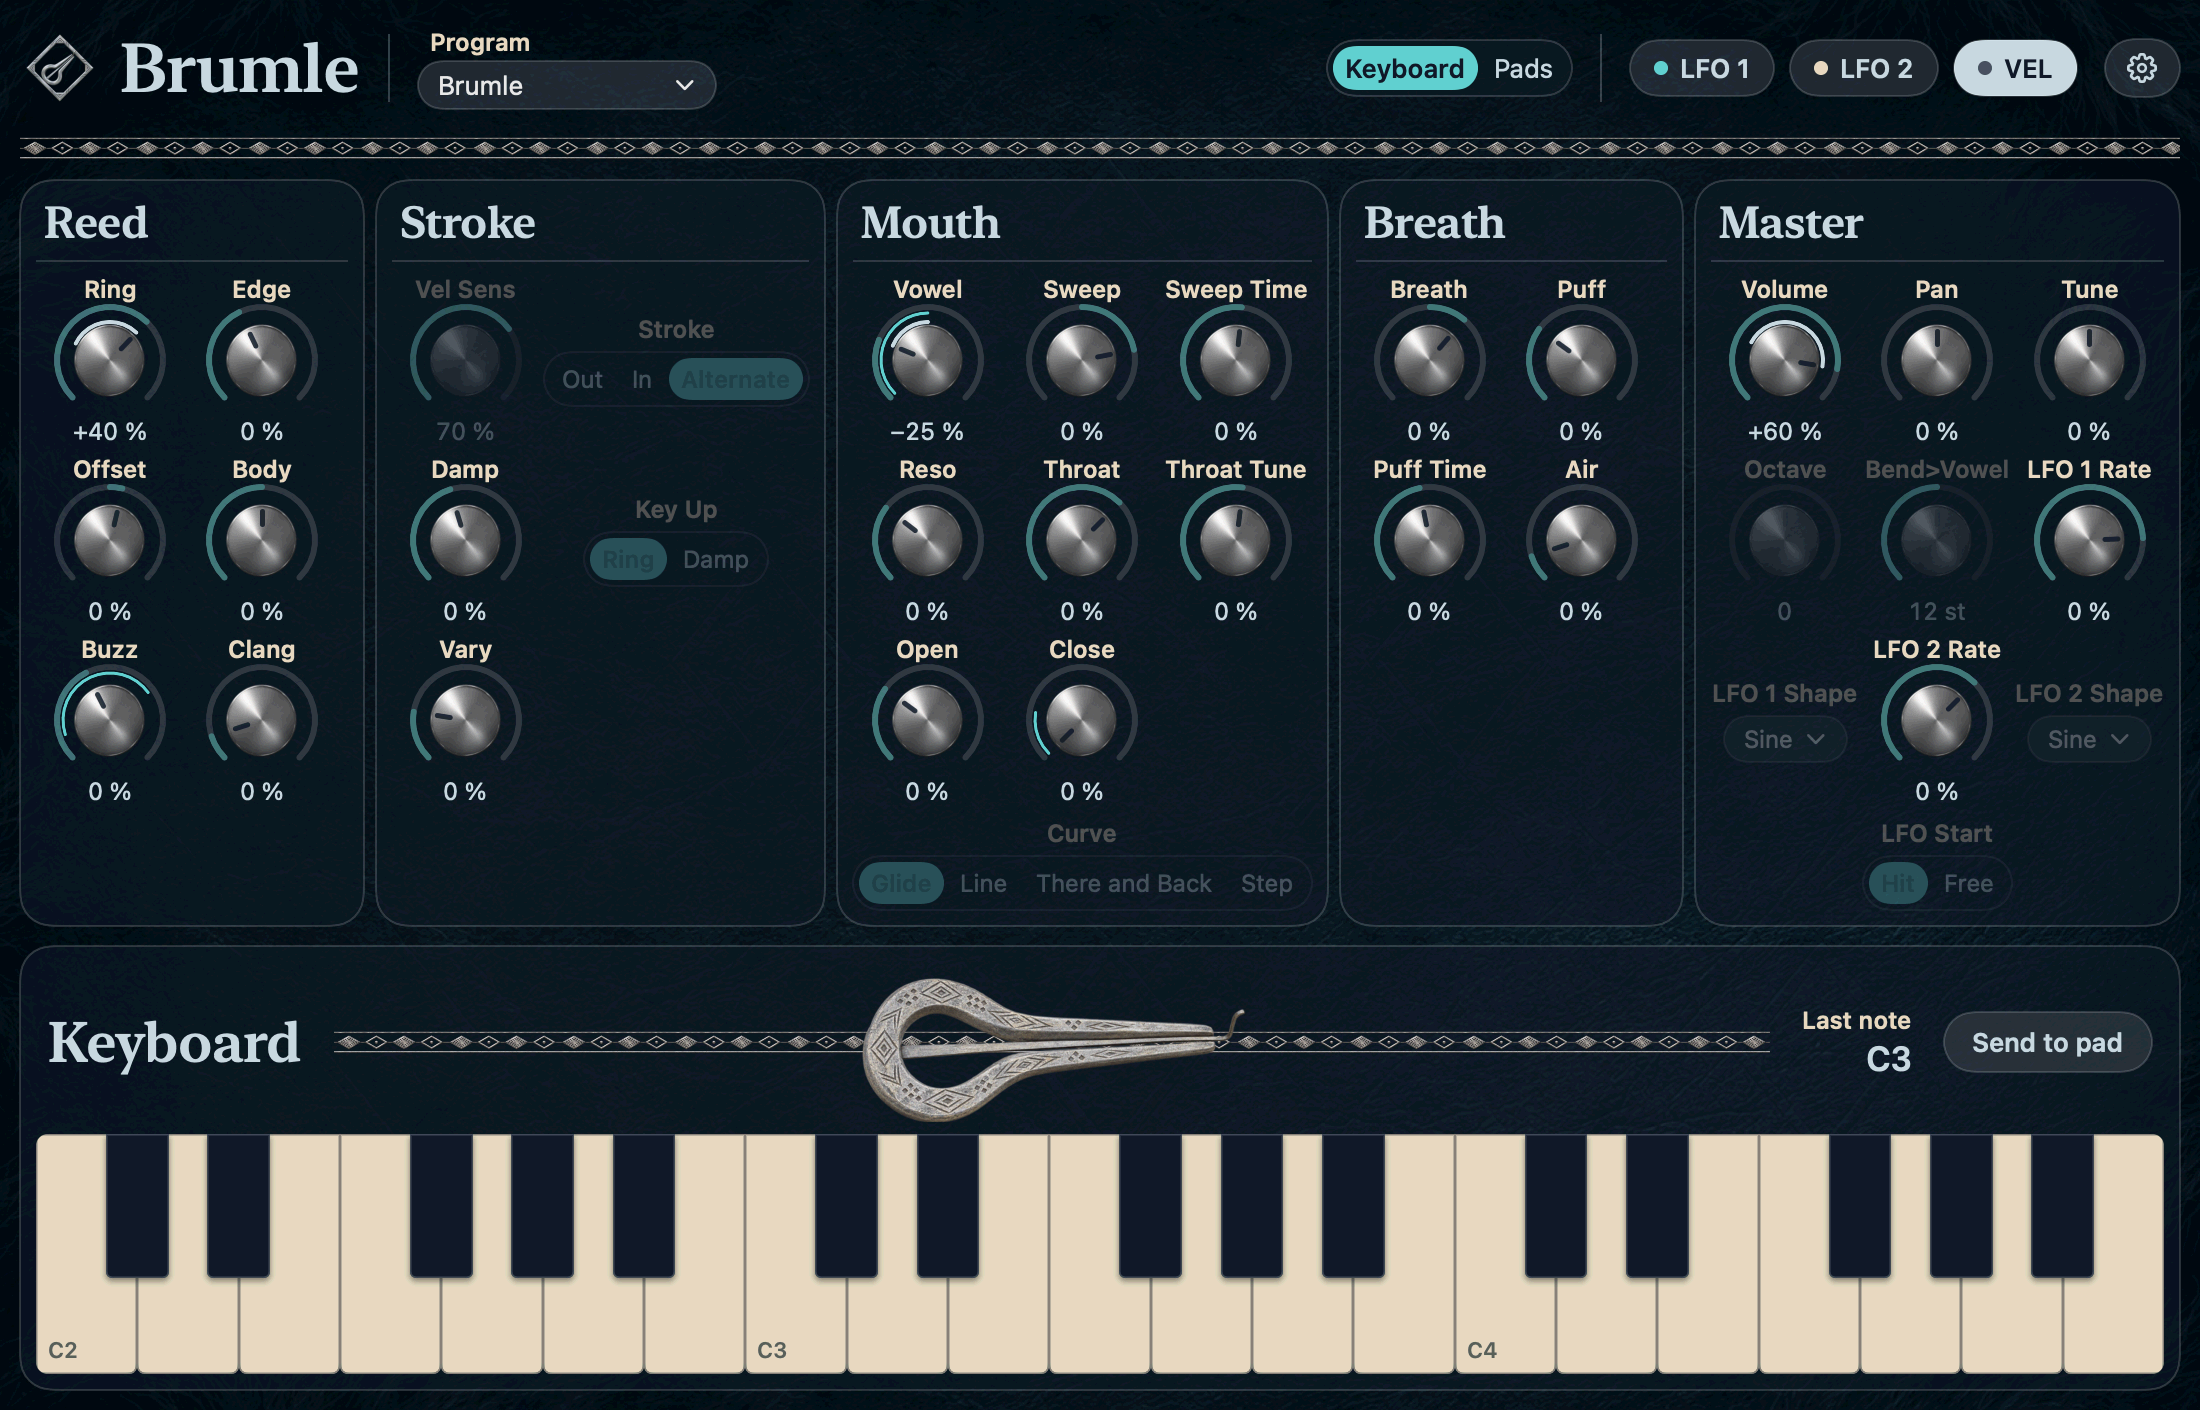 Brumle
Program
Brumle
Keyboard Pads
LFO 1
LFO 2
VEL
Reed
Ring Edge
+40 % 0 %
Offset Body
0 % 0 %
Buzz Clang
0 % 0 %
Stroke
Vel Sens
70 %
Stroke
Out In Alternate
Damp
0 %
Key Up
Ring Damp
Vary
0 %
Mouth
Vowel Sweep Sweep Time
−25 % 0 % 0 %
Reso Throat Throat Tune
0 % 0 % 0 %
Open Close
0 % 0 %
Curve
Glide Line There and Back Step
Breath
Breath Puff
0 % 0 %
Puff Time Air
0 % 0 %
Master
Volume Pan Tune
+60 % 0 % 0 %
Octave Bend>Vowel LFO 1 Rate
0 12 st 0 %
LFO 1 Shape
Sine
LFO 2 Rate
0 %
LFO 2 Shape
Sine
LFO Start
Hit Free
Keyboard
Last note
C3
Send to pad
C2 C3 C4